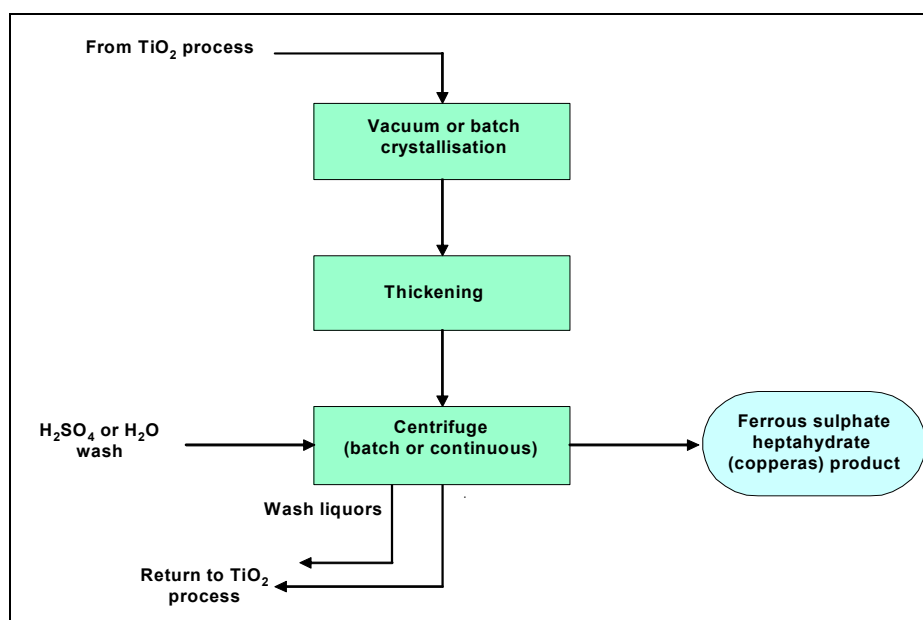 From TiO₂ process
Vacuum or batch
crystallisation
Thickening
H₂SO₄ or H₂O
wash
Centrifuge
(batch or continuous)
Ferrous sulphate
heptahydrate
(copperas) product
Wash liquors
Return to TiO₂
process